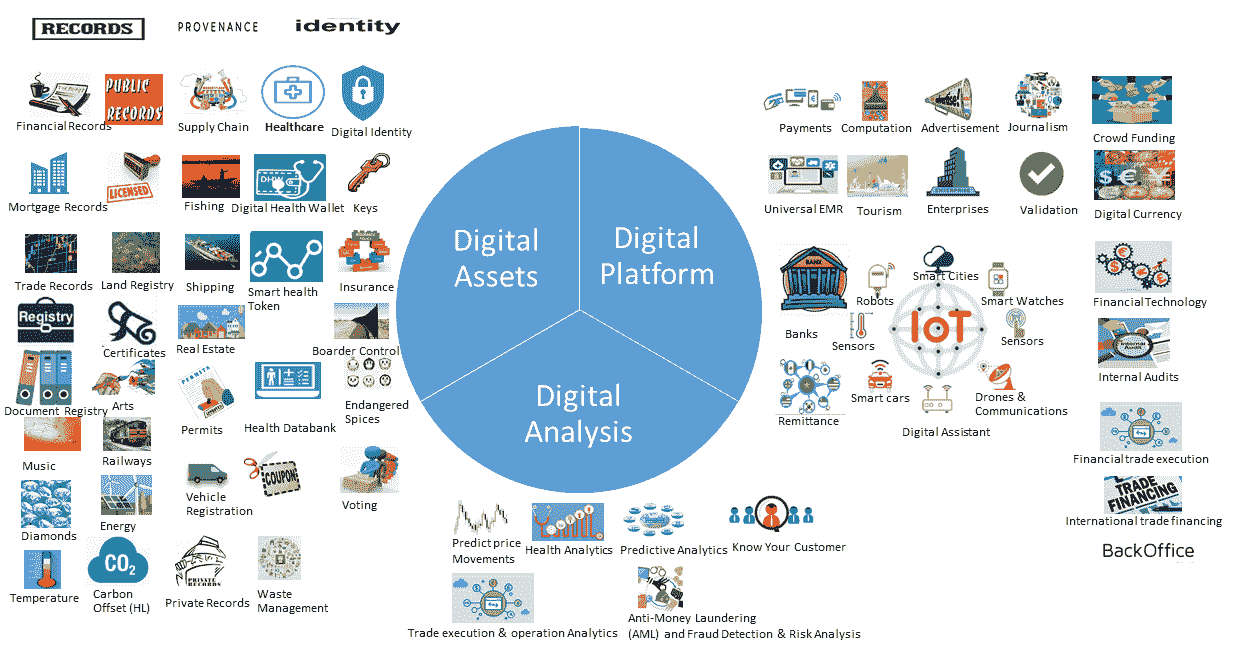 RECORDS
PROVENANCE
identity
PUBLIC
RECORDS
Financial Records
Supply Chain
Healthcare
Digital Identity
LICENSED
DHW
Mortgage Records
Fishing
Digital Health Wallet
Keys
Trade Records
Land Registry
Shipping
Smart health
Token
Insurance
Registry
Certificates
Real Estate
Boarder Control
Document Registry
Arts
Permits
PERMITS
Health Databank
Endangered
Spices
Music
Railways
Vehicle
Registration
COUPON
Voting
Diamonds
Energy
CO2
Temperature
Carbon
Offset (HL)
PRIVATE
RECORDS
Private Records
Waste
Management
Digital
Assets
Digital
Platform
Digital
Analysis
Predict price
Movements
Health Analytics
Predictive Analytics
Know Your Customer
Trade execution & operation Analytics
Anti-Money Laundering
(AML) and Fraud Detection & Risk Analysis
Payments
Computation
Advertisement
Journalism
Crowd Funding
Universal EMR
Tourism
ENTERPRISE
Enterprises
Validation
$ € ¥
Digital Currency
BANK
Banks
Smart Cities
Robots
Smart Watches
IoT
Sensors
Sensors
Smart cars
Drones &
Communications
Digital Assistant
Remittance
Financial Technology
Internal
Audit
Internal Audits
Financial trade execution
TRADE
FINANCING
International trade financing
BackOffice